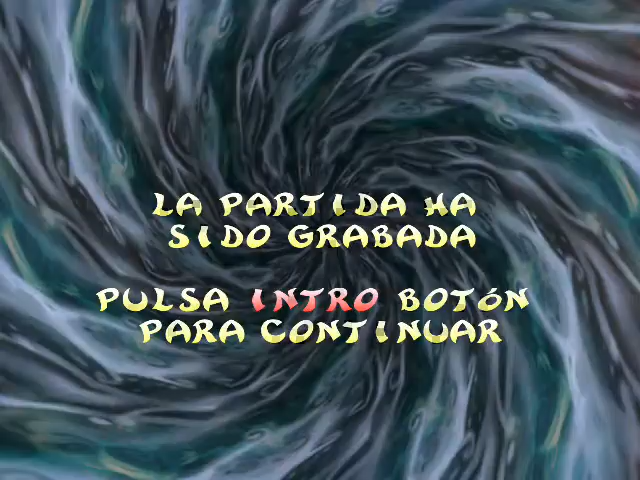 LA PARTIDA HA
SIDO GRABADA
PULSA INTRO BOTÓN
PARA CONTINUAR